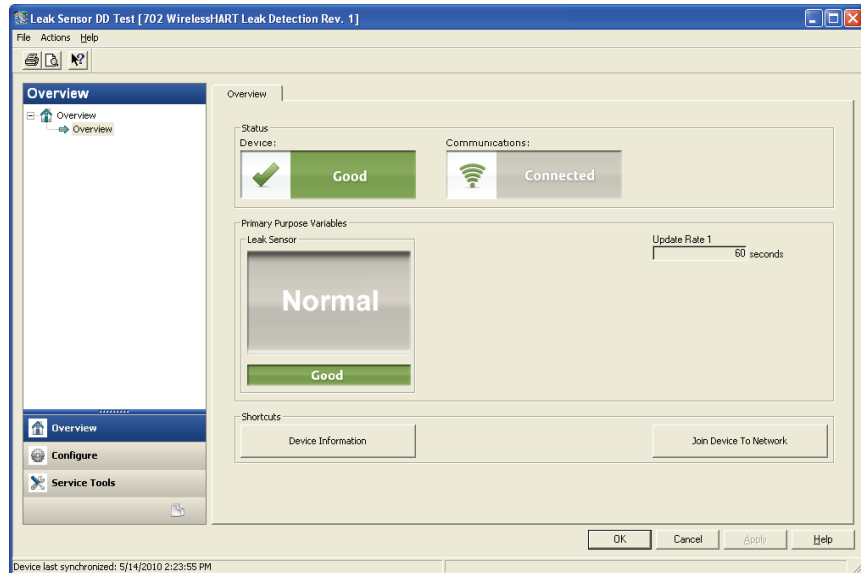 Leak Sensor DD Test [702 WirelessHART Leak Detection Rev. 1]
File Actions Help
Overview
Overview
Overview
Overview
Status
Device:
Good
Communications:
Connected
Primary Purpose Variables
Leak Sensor
Normal
Good
Update Rate 1
60 seconds
Shortcuts
Device Information
Join Device To Network
Overview
Configure
Service Tools
OK Cancel Apply Help
Device last synchronized: 5/14/2010 2:23:55 PM